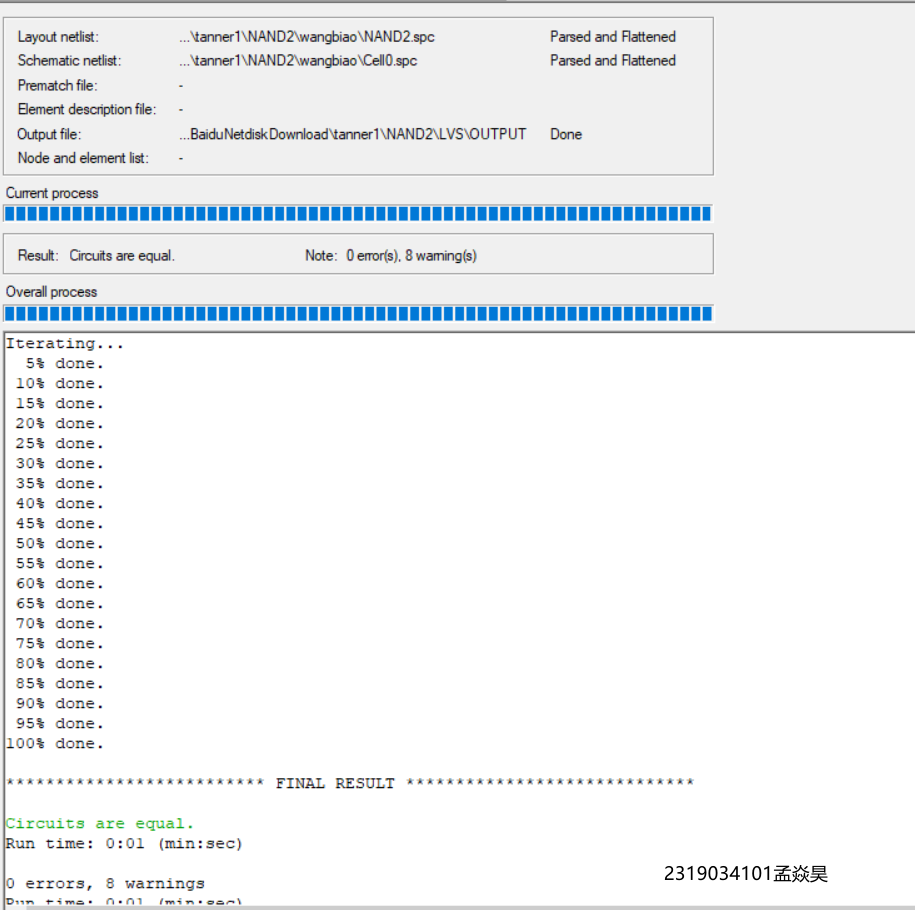 Layout netlist: ...\tanner1\NAND2\wangbiao\NAND2.spc Parsed and Flattened
Schematic netlist: ...\tanner1\NAND2\wangbiao\Cell0.spc Parsed and Flattened
Prematch file: -
Element description file: -
Output file: ...BaiduNetdiskDownload\tanner1\NAND2\LVS\OUTPUT Done
Node and element list: -
Current process
Result: Circuits are equal. Note: 0 error(s), 8 warning(s)
Overall process
Iterating...
5% done.
10% done.
15% done.
20% done.
25% done.
30% done.
35% done.
40% done.
45% done.
50% done.
55% done.
60% done.
65% done.
70% done.
75% done.
80% done.
85% done.
90% done.
95% done.
100% done.
************************** FINAL RESULT *****************************
Circuits are equal.
Run time: 0:01 (min:sec)
2319034101孟焱昊
0 errors, 8 warnings
Run time: 0:01 (min:sec)